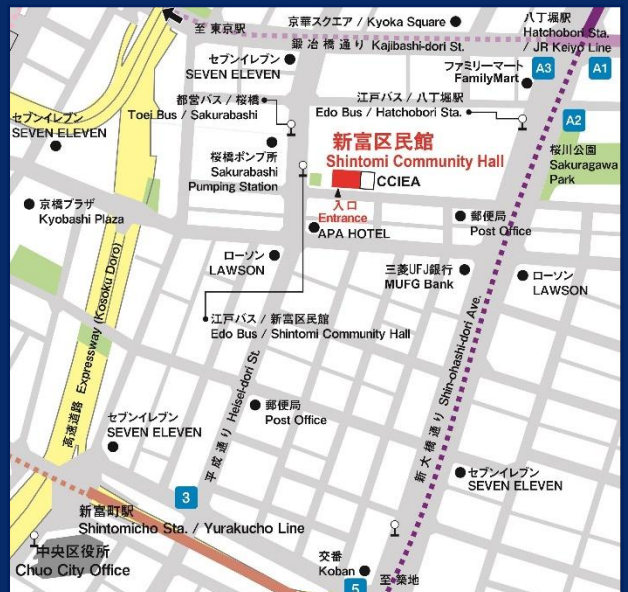 京華スクエア / Kyoka Square
八丁堀駅
Hatchobori Sta.
/ JR Keiyo Line
至 東京駅
鍛冶橋通り Kajibashi-dori St.
セブンイレブン
SEVEN ELEVEN
ファミリーマート
FamilyMart
A3
A1
都営バス / 桜橋
Toei Bus / Sakurabashi
江戸バス / 八丁堀駅
Edo Bus / Hatchobori Sta.
A2
セブンイレブン
SEVEN ELEVEN
桜橋ポンプ所
Sakurabashi
Pumping Station
新富区民館
Shintomi Community Hall
CCIEA
桜川公園
Sakuragawa
Park
入口
Entrance
京橋プラザ
Kyobashi Plaza
APA HOTEL
郵便局
Post Office
ローソン
LAWSON
三菱UFJ銀行
MUFG Bank
ローソン
LAWSON
江戸バス / 新富区民館
Edo Bus / Shintomi Community Hall
高速道路 Expressway (Kosoku Doro)
平成通り Heisei-dori St.
新大橋通り Shin-ohashi-dori Ave.
郵便局
Post Office
セブンイレブン
SEVEN ELEVEN
セブンイレブン
SEVEN ELEVEN
3
新富町駅
Shintomicho Sta. / Yurakucho Line
中央区役所
Chuo City Office
交番
Koban
5
至 築地